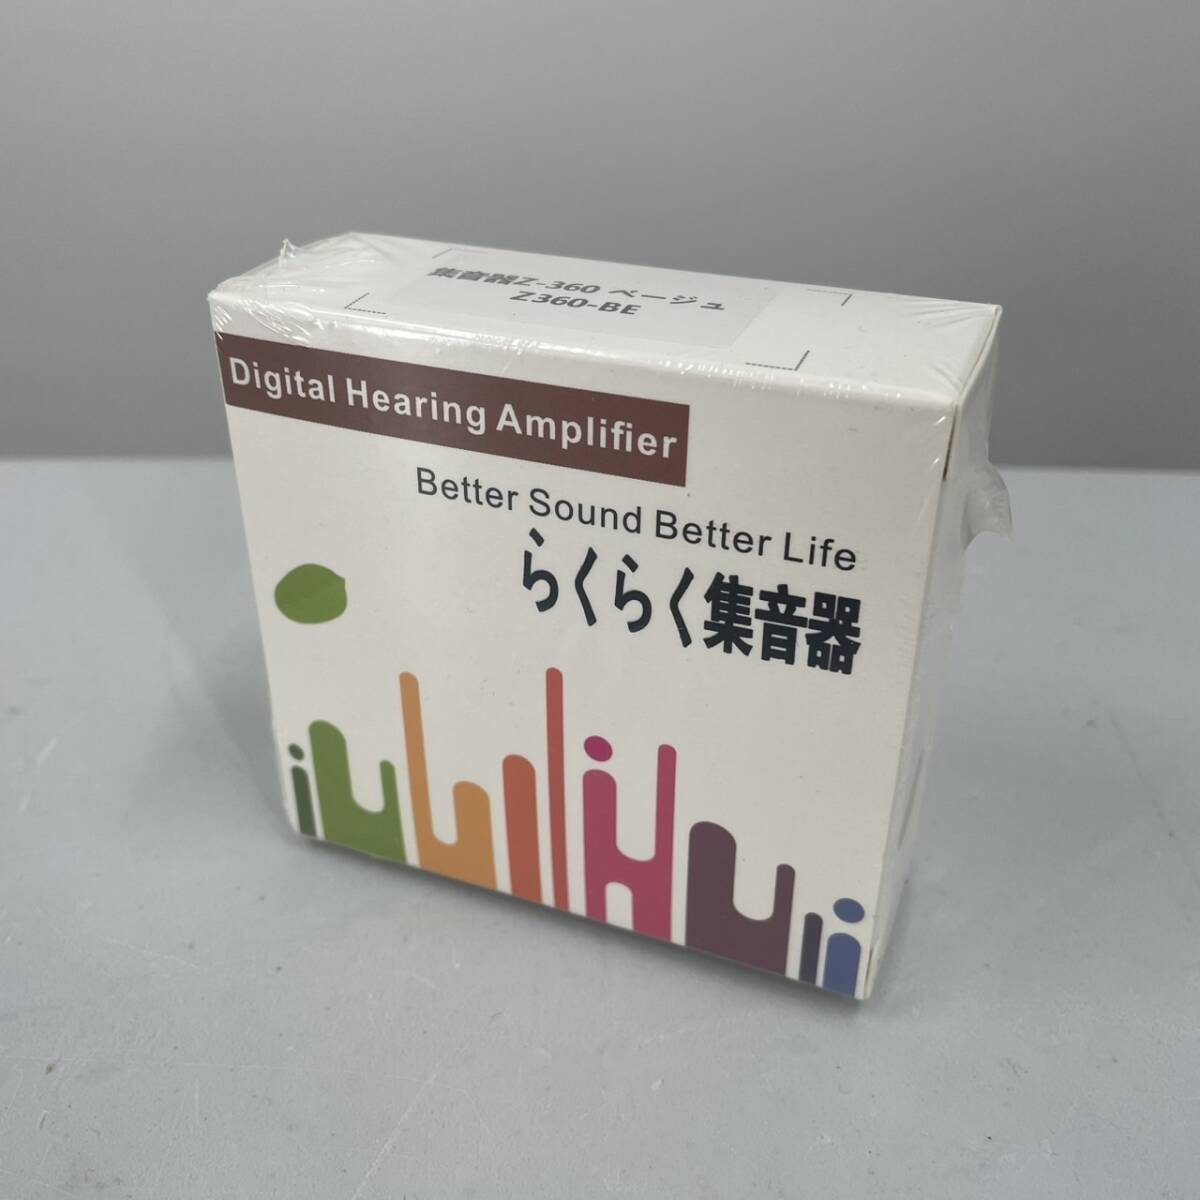 集音器Z-360 ベージュ
Z360-BE
Digital Hearing Amplifier
Better Sound Better Life
らくらく集音器